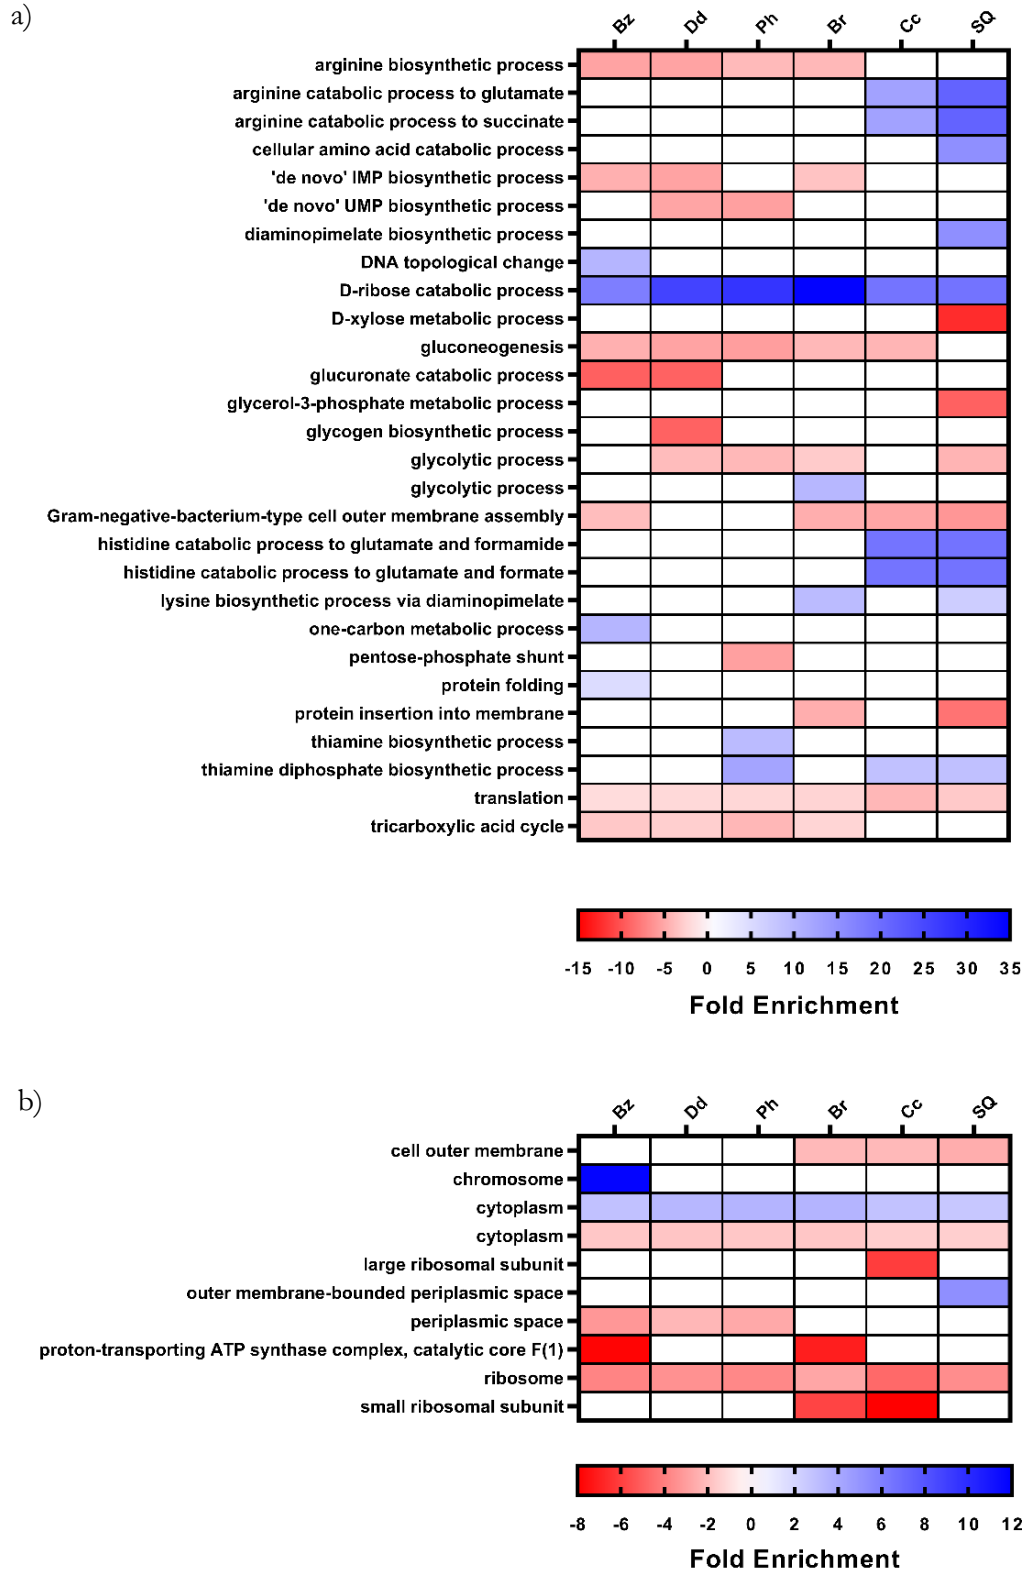 a)
Bz Dd Ph Br Cc SQ
arginine biosynthetic process
arginine catabolic process to glutamate
arginine catabolic process to succinate
cellular amino acid catabolic process
'de novo' IMP biosynthetic process
'de novo' UMP biosynthetic process
diaminopimelate biosynthetic process
DNA topological change
D-ribose catabolic process
D-xylose metabolic process
gluconeogenesis
glucuronate catabolic process
glycerol-3-phosphate metabolic process
glycogen biosynthetic process
glycolytic process
glycolytic process
Gram-negative-bacterium-type cell outer membrane assembly
histidine catabolic process to glutamate and formamide
histidine catabolic process to glutamate and formate
lysine biosynthetic process via diaminopimelate
one-carbon metabolic process
pentose-phosphate shunt
protein folding
protein insertion into membrane
thiamine biosynthetic process
thiamine diphosphate biosynthetic process
translation
tricarboxylic acid cycle
-15 -10 -5 0 5 10 15 20 25 30 35
Fold Enrichment
b)
Bz Dd Ph Br Cc SQ
cell outer membrane
chromosome
cytoplasm
cytoplasm
large ribosomal subunit
outer membrane-bounded periplasmic space
periplasmic space
proton-transporting ATP synthase complex, catalytic core F(1)
ribosome
small ribosomal subunit
-8 -6 -4 -2 0 2 4 6 8 10 12
Fold Enrichment